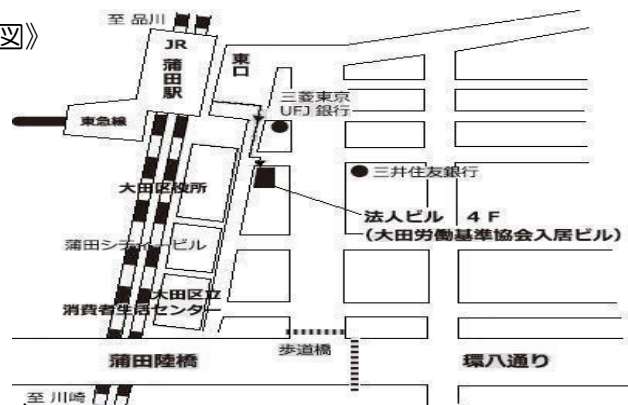 図》
至 品川
JR
蒲田駅
東口
三菱東京
UFJ 銀行
東急線
三井住友銀行
大田区役所
法人ビル 4F
(大田労働基準協会入居ビル)
蒲田シティービル
大田区立
消費者生活センター
歩道橋
蒲田陸橋
環八通り
至 川崎